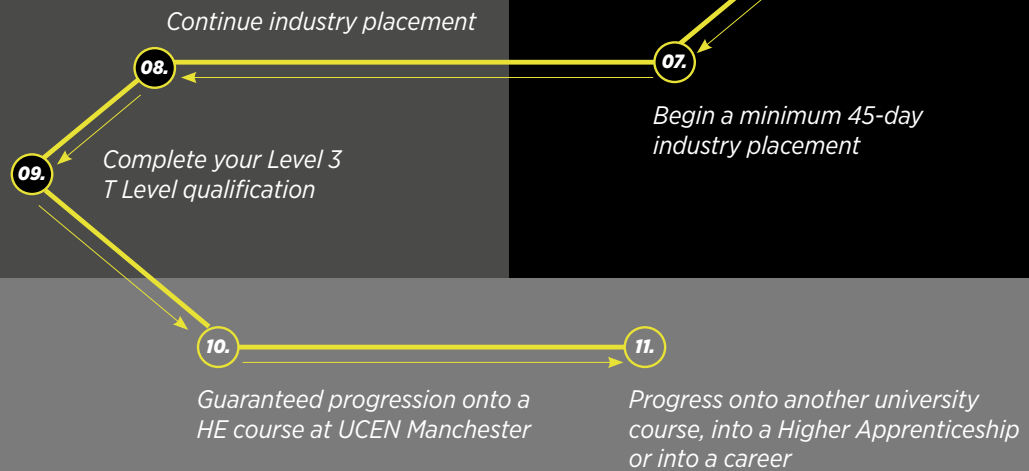 Continue industry placement
08.
07.
Begin a minimum 45-day
industry placement
09.
Complete your Level 3
T Level qualification
10.
11.
Guaranteed progression onto a
HE course at UCEN Manchester
Progress onto another university
course, into a Higher Apprenticeship
or into a career